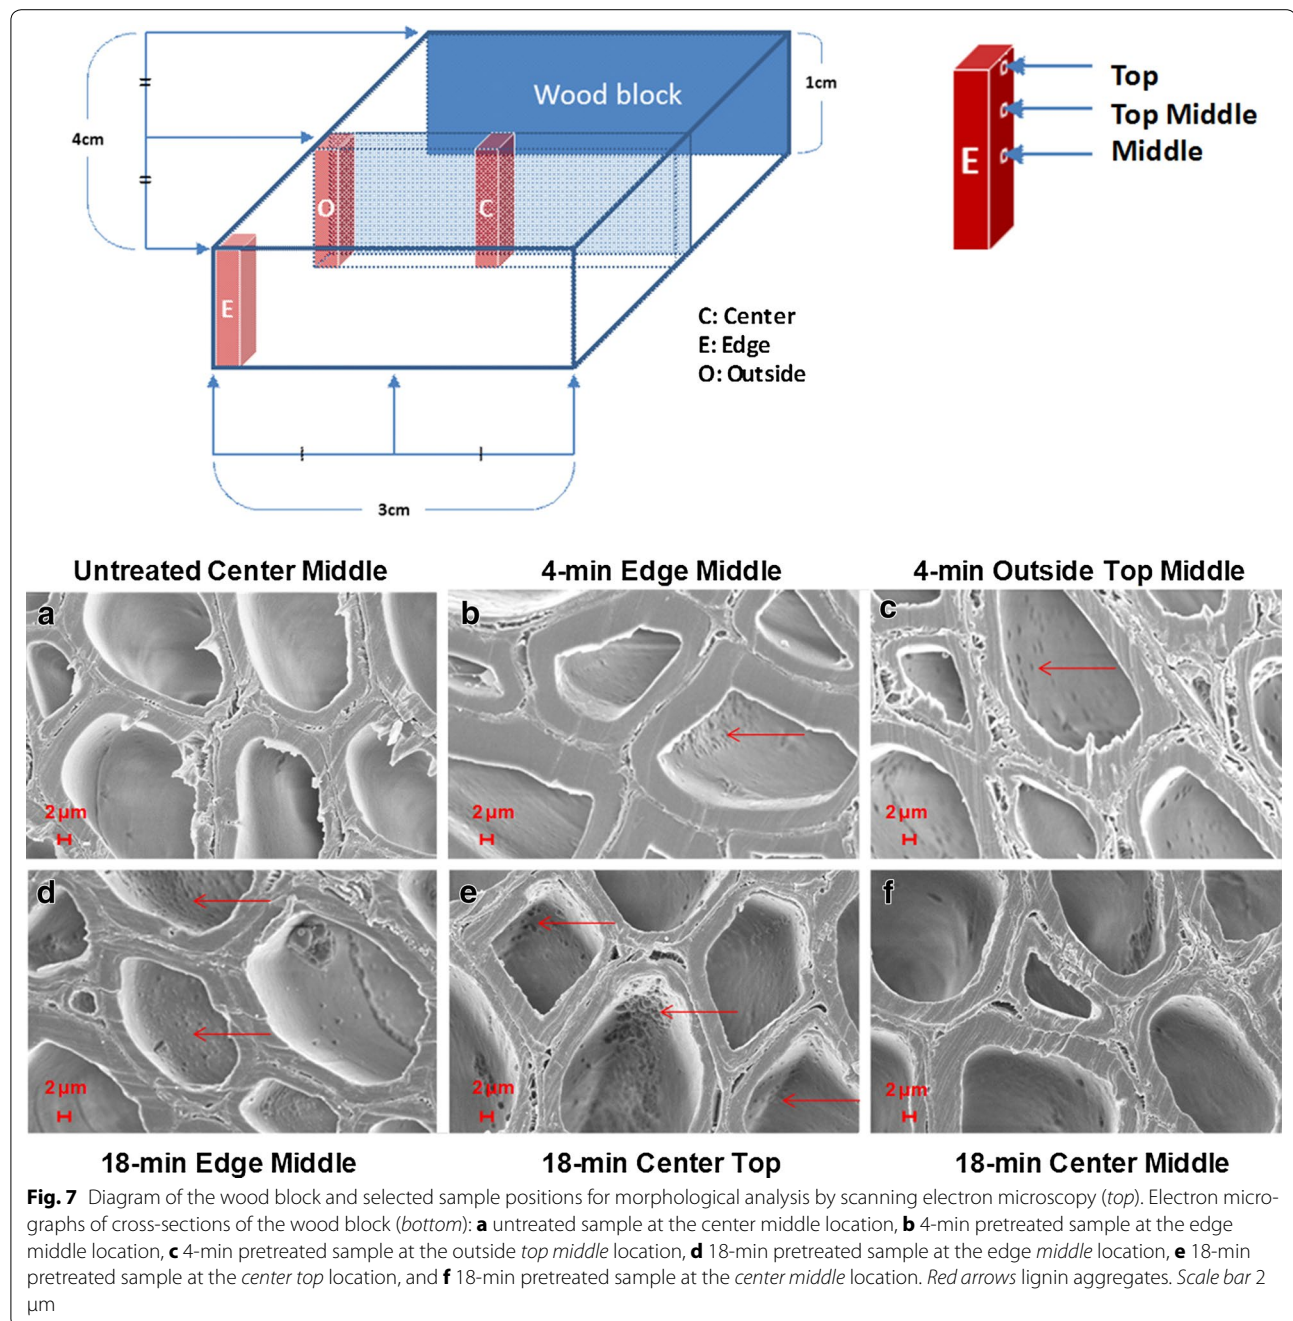 Wood block
1cm
4cm
O
C
E
C: Center
E: Edge
O: Outside
3cm
E
Top
Top Middle
Middle
Untreated Center Middle
4-min Edge Middle
4-min Outside Top Middle
a
2 µm
b
2 µm
c
2 µm
d
2 µm
e
2 µm
f
2 µm
18-min Edge Middle
18-min Center Top
18-min Center Middle
Fig. 7 Diagram of the wood block and selected sample positions for morphological analysis by scanning electron microscopy (top). Electron micro-
graphs of cross-sections of the wood block (bottom): a untreated sample at the center middle location, b 4-min pretreated sample at the edge
middle location, c 4-min pretreated sample at the outside top middle location, d 18-min pretreated sample at the edge middle location, e 18-min
pretreated sample at the center top location, and f 18-min pretreated sample at the center middle location. Red arrows lignin aggregates. Scale bar 2
µm